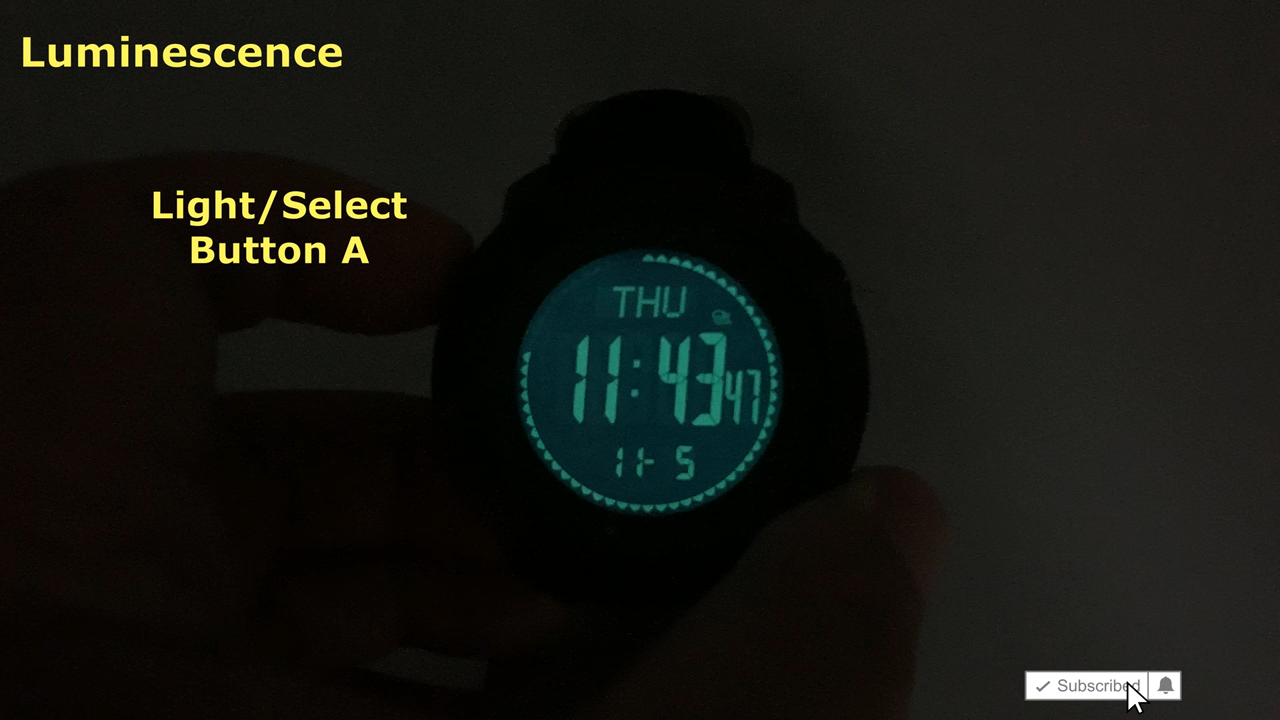 Luminescence
Light/Select
Button A
THU
11:43 47
11- 5
Subscribed